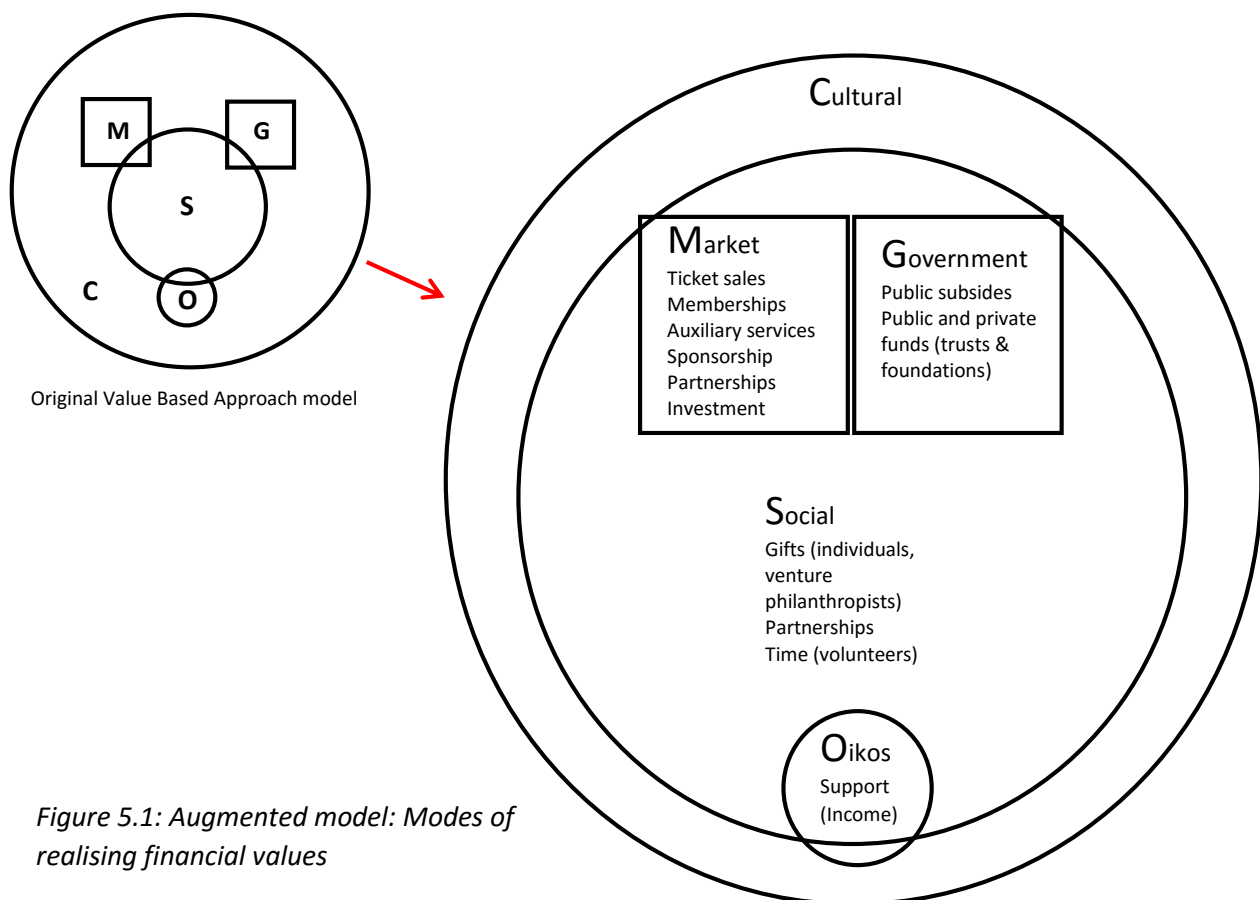 M
G
S
C
O
Original Value Based Approach model
Cultural
Market
Ticket sales
Memberships
Auxiliary services
Sponsorship
Partnerships
Investment
Government
Public subsides
Public and private
funds (trusts &
foundations)
Social
Gifts (individuals,
venture
philanthropists)
Partnerships
Time (volunteers)
Oikos
Support
(Income)
Figure 5.1: Augmented model: Modes of
realising financial values